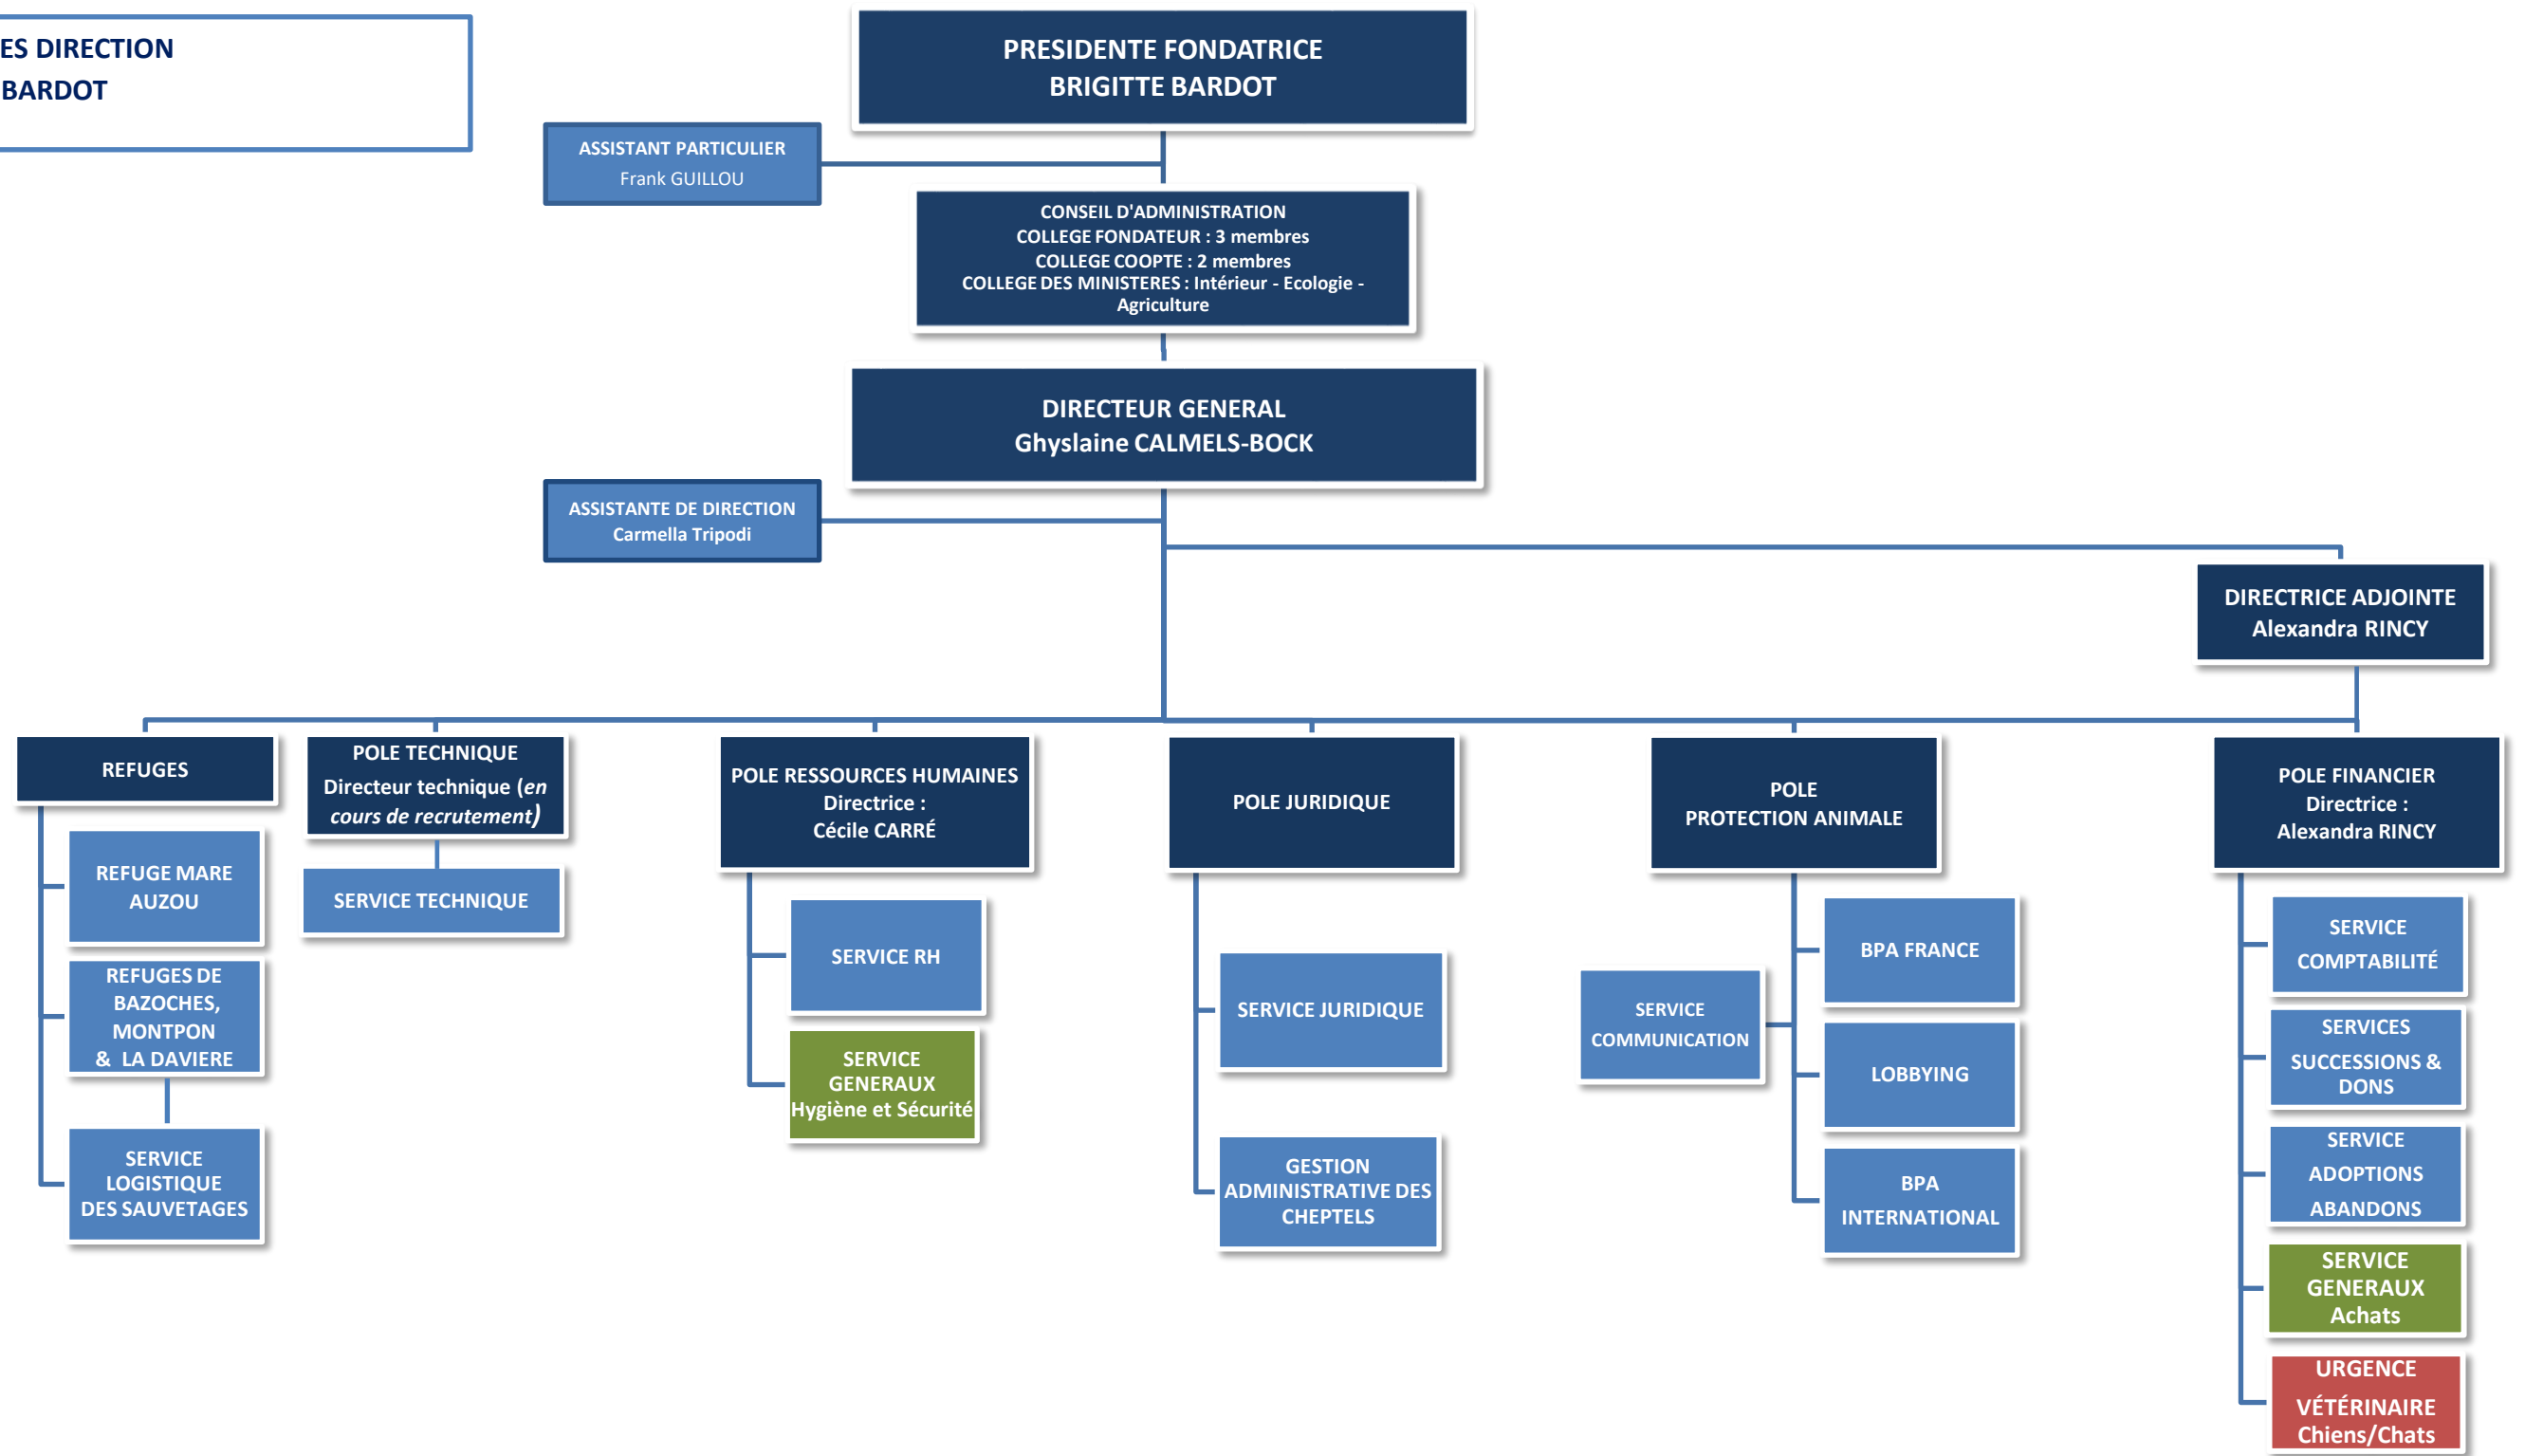 ES DIRECTION
BARDOT
PRESIDENTE FONDATRICE
BRIGITTE BARDOT
ASSISTANT PARTICULIER
Frank GUILLOU
CONSEIL D'ADMINISTRATION
COLLEGE FONDATEUR : 3 membres
COLLEGE COOPTE : 2 membres
COLLEGE DES MINISTERES : Intérieur - Ecologie -
Agriculture
DIRECTEUR GENERAL
Ghyslaine CALMELS-BOCK
ASSISTANTE DE DIRECTION
Carmella Tripodi
DIRECTRICE ADJOINTE
Alexandra RINCY
REFUGES
REFUGE MARE
AUZOU
REFUGES DE
BAZOCHES,
MONTPON
& LA DAVIERE
SERVICE
LOGISTIQUE
DES SAUVETAGES
POLE TECHNIQUE
Directeur technique (en
cours de recrutement)
SERVICE TECHNIQUE
POLE RESSOURCES HUMAINES
Directrice :
Cécile CARRÉ
SERVICE RH
SERVICE
GENERAUX
Hygiène et Sécurité
POLE JURIDIQUE
SERVICE JURIDIQUE
GESTION
ADMINISTRATIVE DES
CHEPTELS
POLE
PROTECTION ANIMALE
SERVICE
COMMUNICATION
BPA FRANCE
LOBBYING
BPA
INTERNATIONAL
POLE FINANCIER
Directrice :
Alexandra RINCY
SERVICE
COMPTABILITÉ
SERVICES
SUCCESSIONS &
DONS
SERVICE
ADOPTIONS
ABANDONS
SERVICE
GENERAUX
Achats
URGENCE
VÉTÉRINAIRE
Chiens/Chats